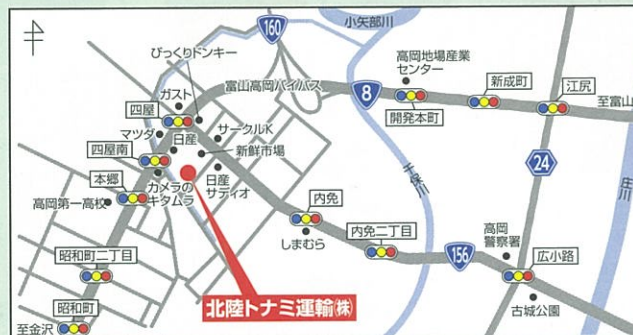 160
小矢部川
びっくりドンキー
高岡地場産業
センター
新成町
江尻
ガスト
富山高岡バイパス
8
至富山
四屋
開発本町
サークルK
マツダ
日産
新鮮市場
四屋南
24
千保川
庄川
カメラの
キタムラ
日産
サティオ
本郷
高岡第一高校
内免
しまむら
内免二丁目
高岡
警察署
156
広小路
昭和町二丁目
古城公園
北陸トナミ運輸㈱
昭和町
至金沢